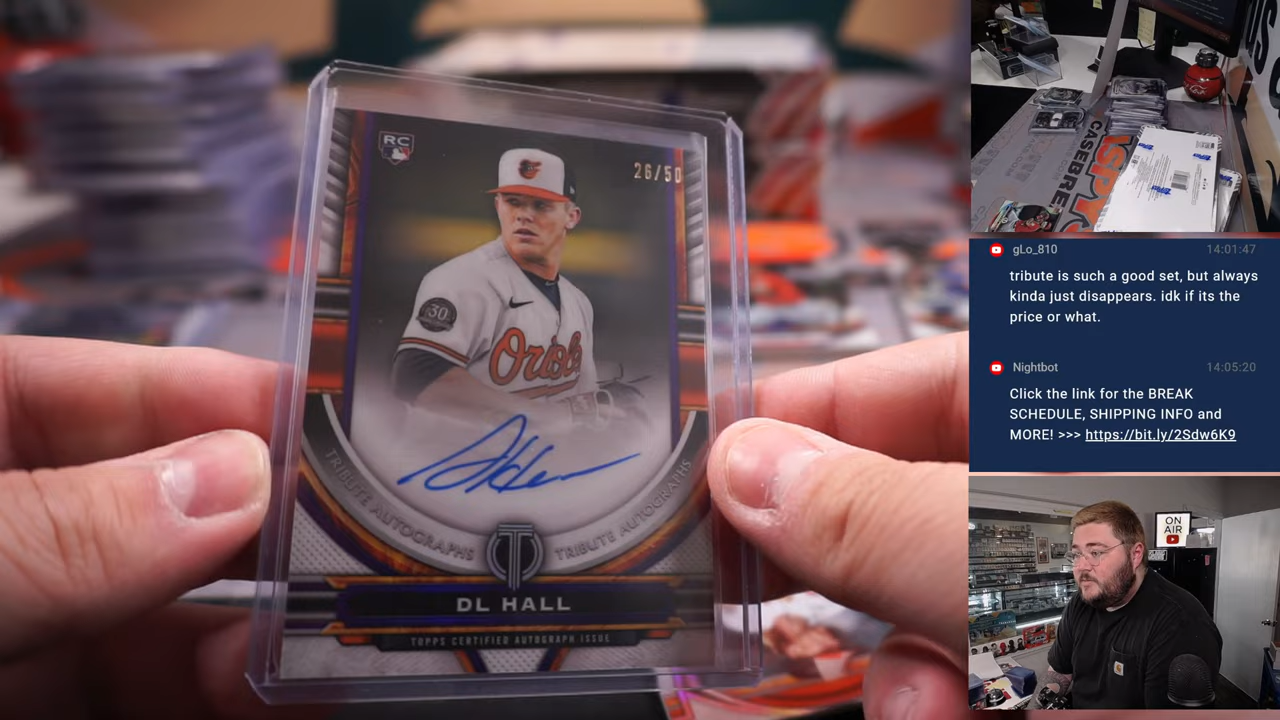 RC
26/50
30
Orioles
TRIBUTE AUTOGRAPHS
TRIBUTE AUTOGRAPHS
DL HALL
TOPPS CERTIFIED AUTOGRAPH ISSUE
CASEBRE
gLo_810 14:01:47
tribute is such a good set, but always
kinda just disappears. idk if its the
price or what.
Nightbot 14:05:20
Click the link for the BREAK
SCHEDULE, SHIPPING INFO and
MORE! >>> https://bit.ly/2Sdw6K9
ON
AIR